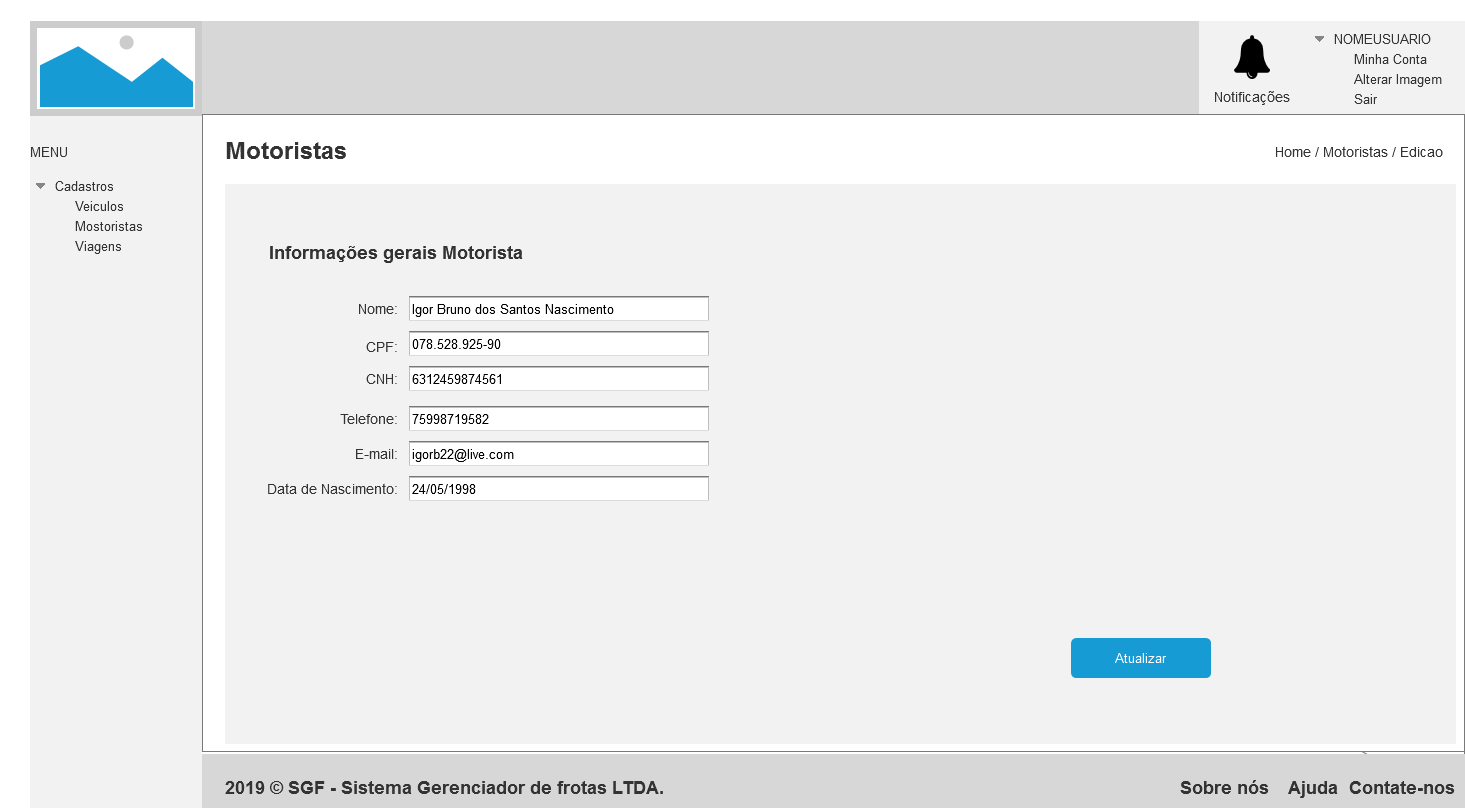 NOMEUSUARIO
Minha Conta
Alterar Imagem
Sair
Notificações
MENU
Cadastros
Veiculos
Mostoristas
Viagens
Motoristas
Home / Motoristas / Edicao
Informações gerais Motorista
Nome: Igor Bruno dos Santos Nascimento
CPF: 078.528.925-90
CNH: 6312459874561
Telefone: 75998719582
E-mail: igorb22@live.com
Data de Nascimento: 24/05/1998
Atualizar
2019 © SGF - Sistema Gerenciador de frotas LTDA.
Sobre nós Ajuda Contate-nos